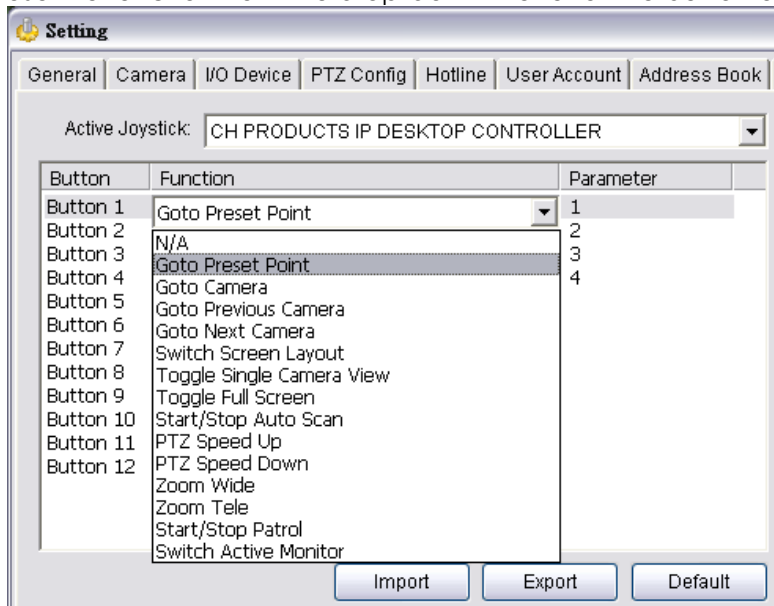 Setting
General Camera I/O Device PTZ Config Hotline User Account Address Book
Active Joystick: CH PRODUCTS IP DESKTOP CONTROLLER
Button Function Parameter
Button 1 Goto Preset Point 1
Button 2 2
N/A
Button 3 3
Goto Preset Point
Button 4 4
Goto Camera
Button 5
Goto Previous Camera
Button 6
Goto Next Camera
Button 7
Switch Screen Layout
Button 8
Toggle Single Camera View
Button 9
Toggle Full Screen
Button 10
Start/Stop Auto Scan
Button 11
PTZ Speed Up
Button 12
PTZ Speed Down
Zoom Wide
Zoom Tele
Start/Stop Patrol
Switch Active Monitor
Import Export Default